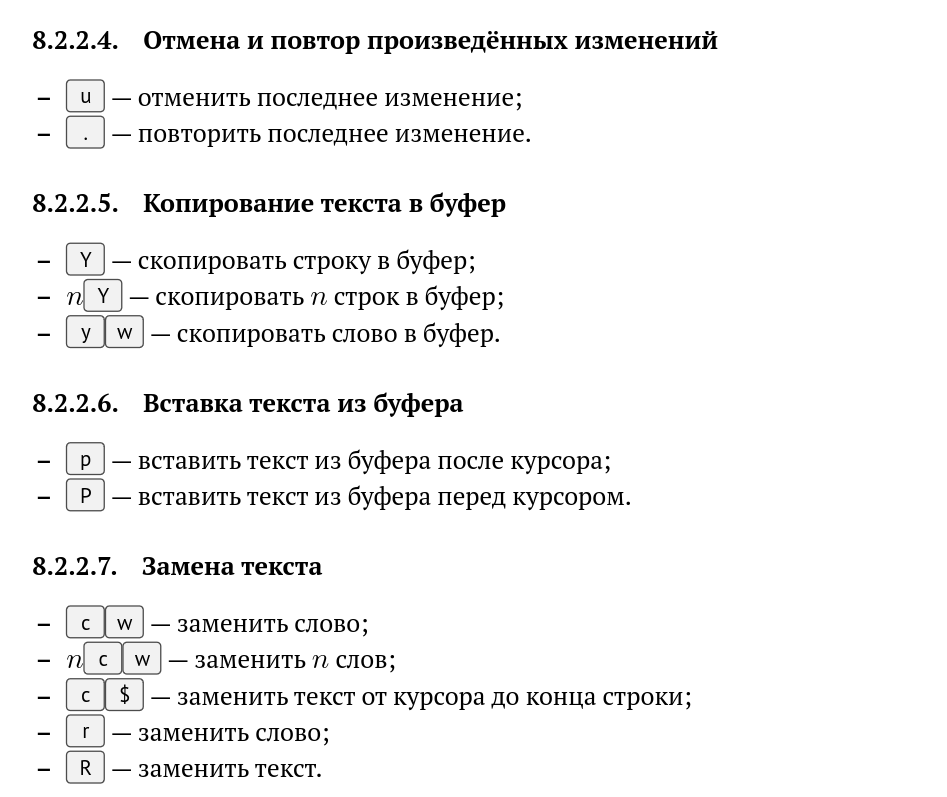 8.2.2.4. Отмена и повтор произведённых изменений
– u — отменить последнее изменение;
– . — повторить последнее изменение.
8.2.2.5. Копирование текста в буфер
– Y — скопировать строку в буфер;
– n Y — скопировать n строк в буфер;
– y w — скопировать слово в буфер.
8.2.2.6. Вставка текста из буфера
– p — вставить текст из буфера после курсора;
– P — вставить текст из буфера перед курсором.
8.2.2.7. Замена текста
– c w — заменить слово;
– n c w — заменить n слов;
– c $ — заменить текст от курсора до конца строки;
– r — заменить слово;
– R — заменить текст.